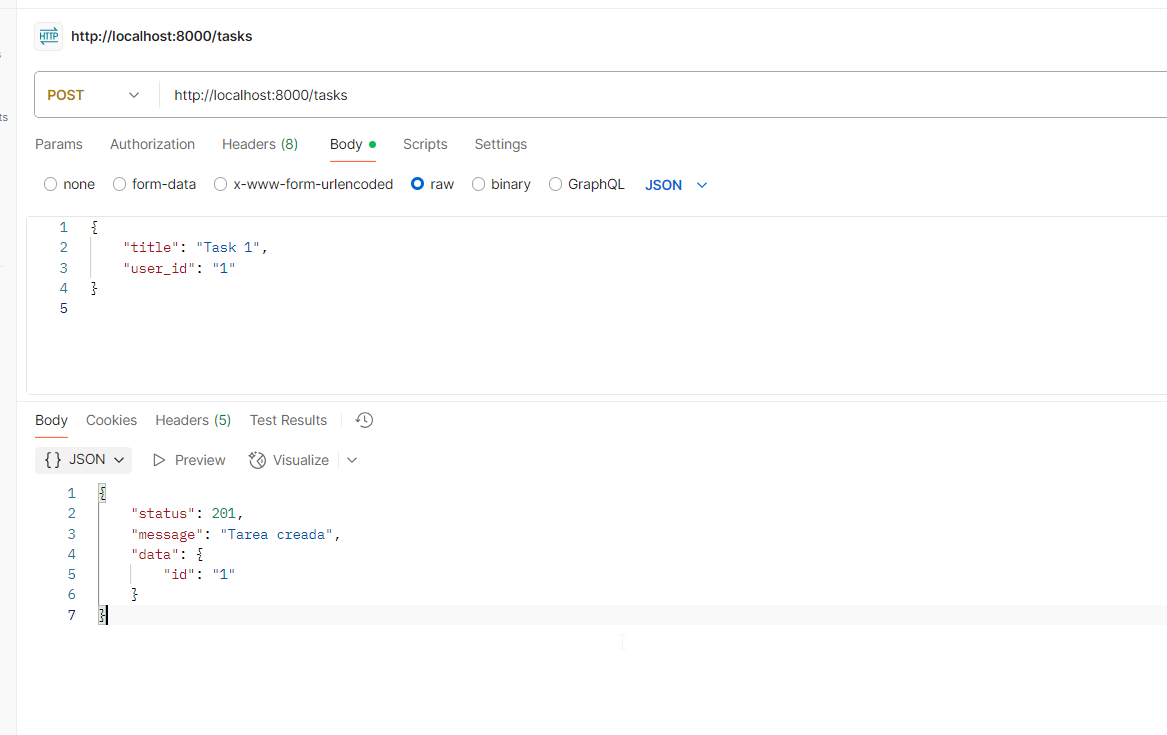 HTTP http://localhost:8000/tasks
POST http://localhost:8000/tasks
ts
Params Authorization Headers (8) Body Scripts Settings
none form-data x-www-form-urlencoded raw binary GraphQL JSON
1 {
2 "title": "Task 1",
3 "user_id": "1"
4 }
5
Body Cookies Headers (5) Test Results
{} JSON Preview Visualize
1 {
2 "status": 201,
3 "message": "Tarea creada",
4 "data": {
5 "id": "1"
6 }
7 }